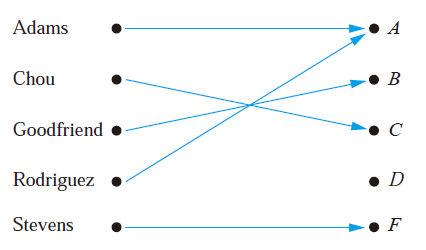 Adams A
Chou B
Goodfriend C
Rodriguez D
Stevens F